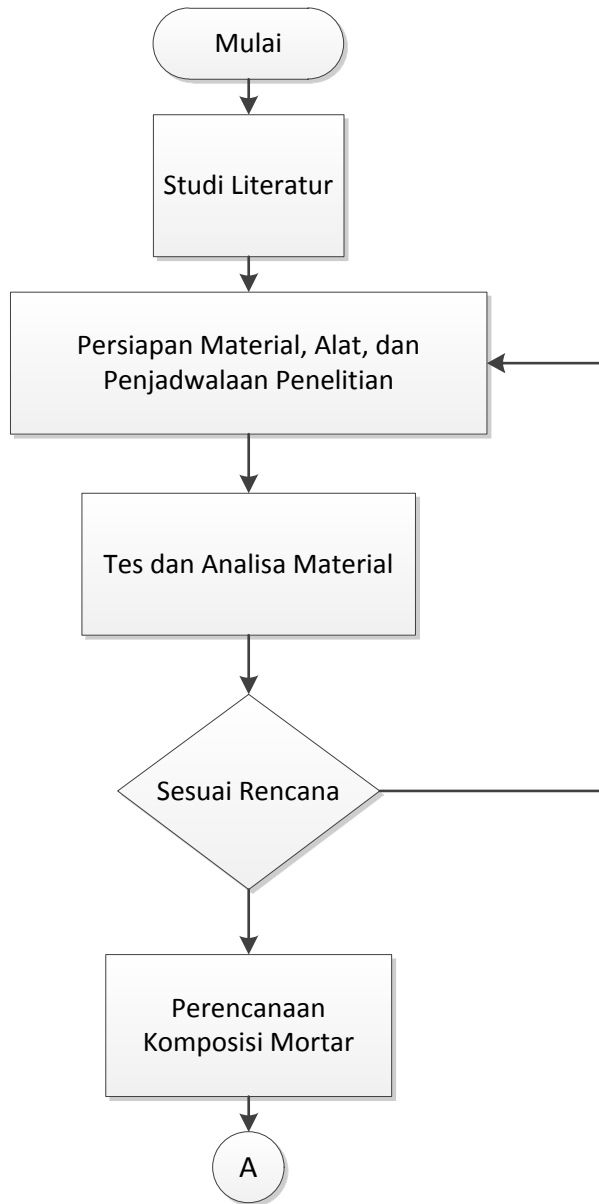 Mulai
Studi Literatur
Persiapan Material, Alat, dan
Penjadwalaan Penelitian
Tes dan Analisa Material
Sesuai Rencana
Perencanaan
Komposisi Mortar
A